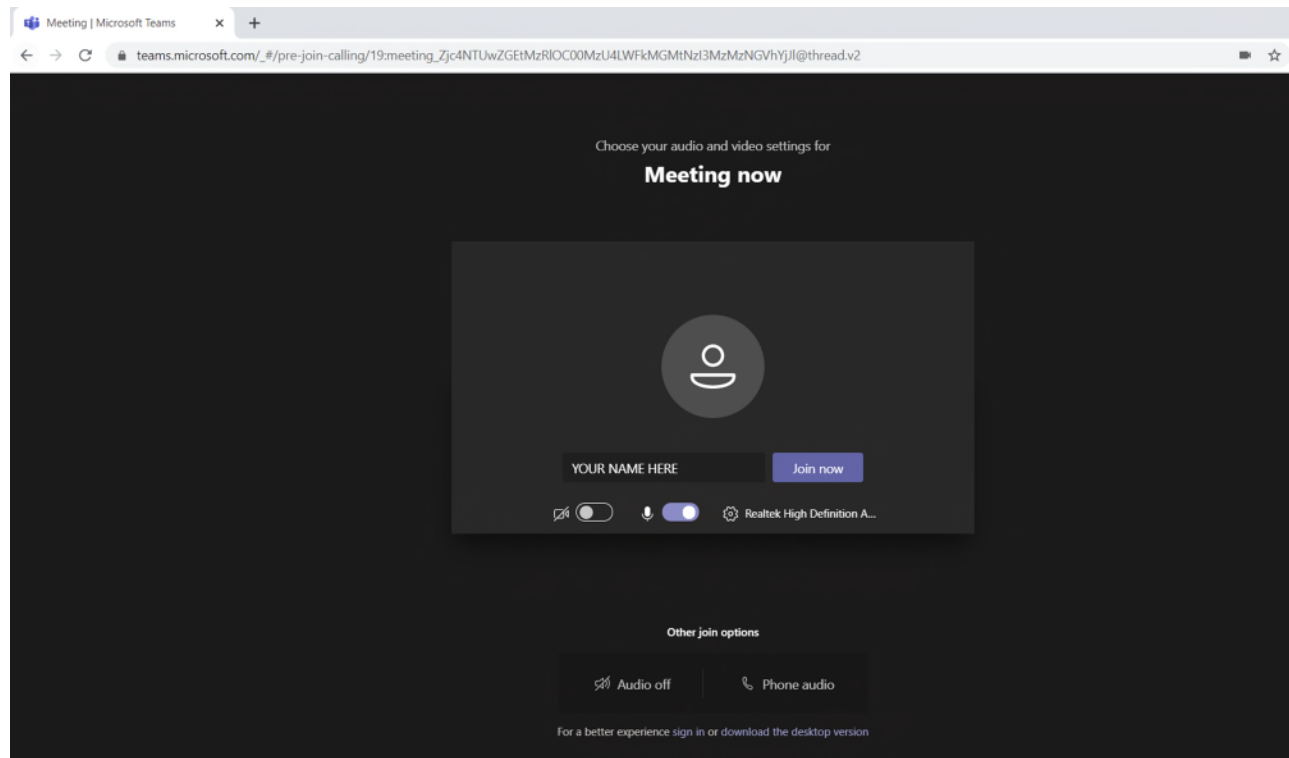 Meeting | Microsoft Teams
teams.microsoft.com/_#/pre-join-calling/19:meeting_Zjc4NTUwZGEtMzRlOC00MzU4LWFkMGMtNzI3MzMzNGVhYjJl@thread.v2
Choose your audio and video settings for
Meeting now
YOUR NAME HERE Join now
Realtek High Definition A...
Other join options
Audio off Phone audio
For a better experience sign in or download the desktop version